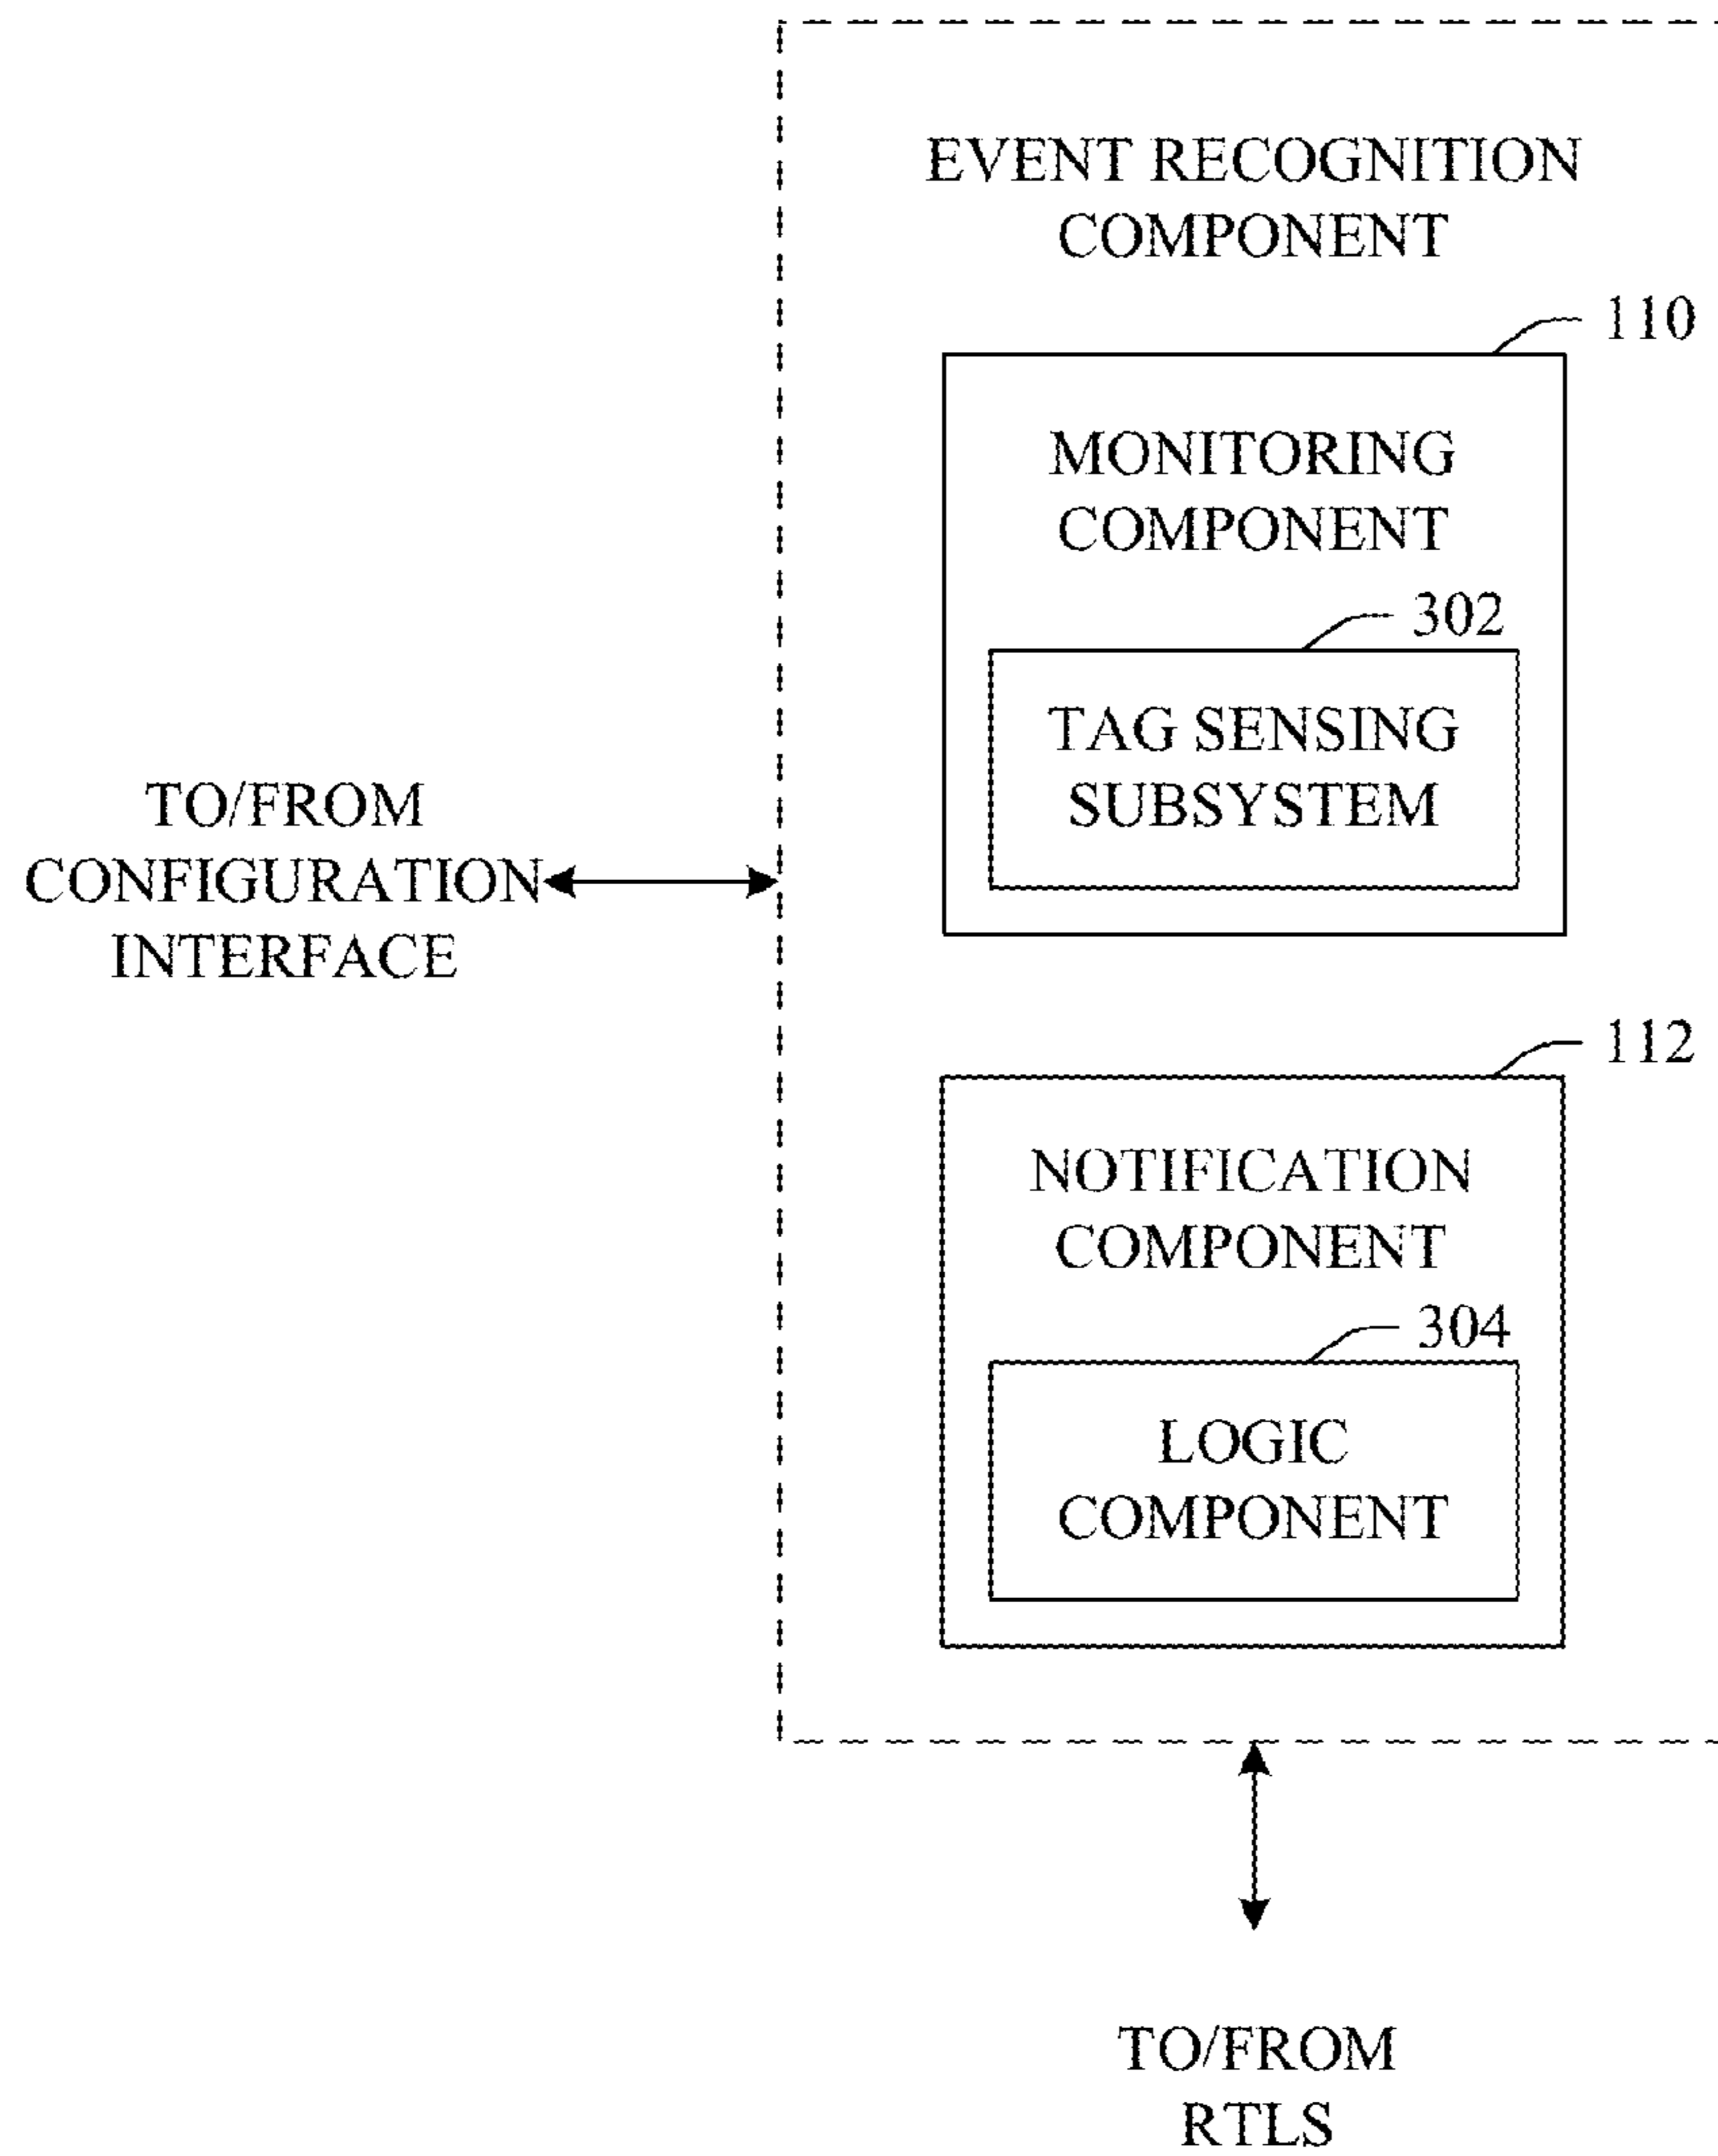 EVENT RECOGNITION
COMPONENT
110
MONITORING
COMPONENT
302
TAG SENSING
SUBSYSTEM
TO/FROM
CONFIGURATION
INTERFACE
112
NOTIFICATION
COMPONENT
304
LOGIC
COMPONENT
TO/FROM
RTLS